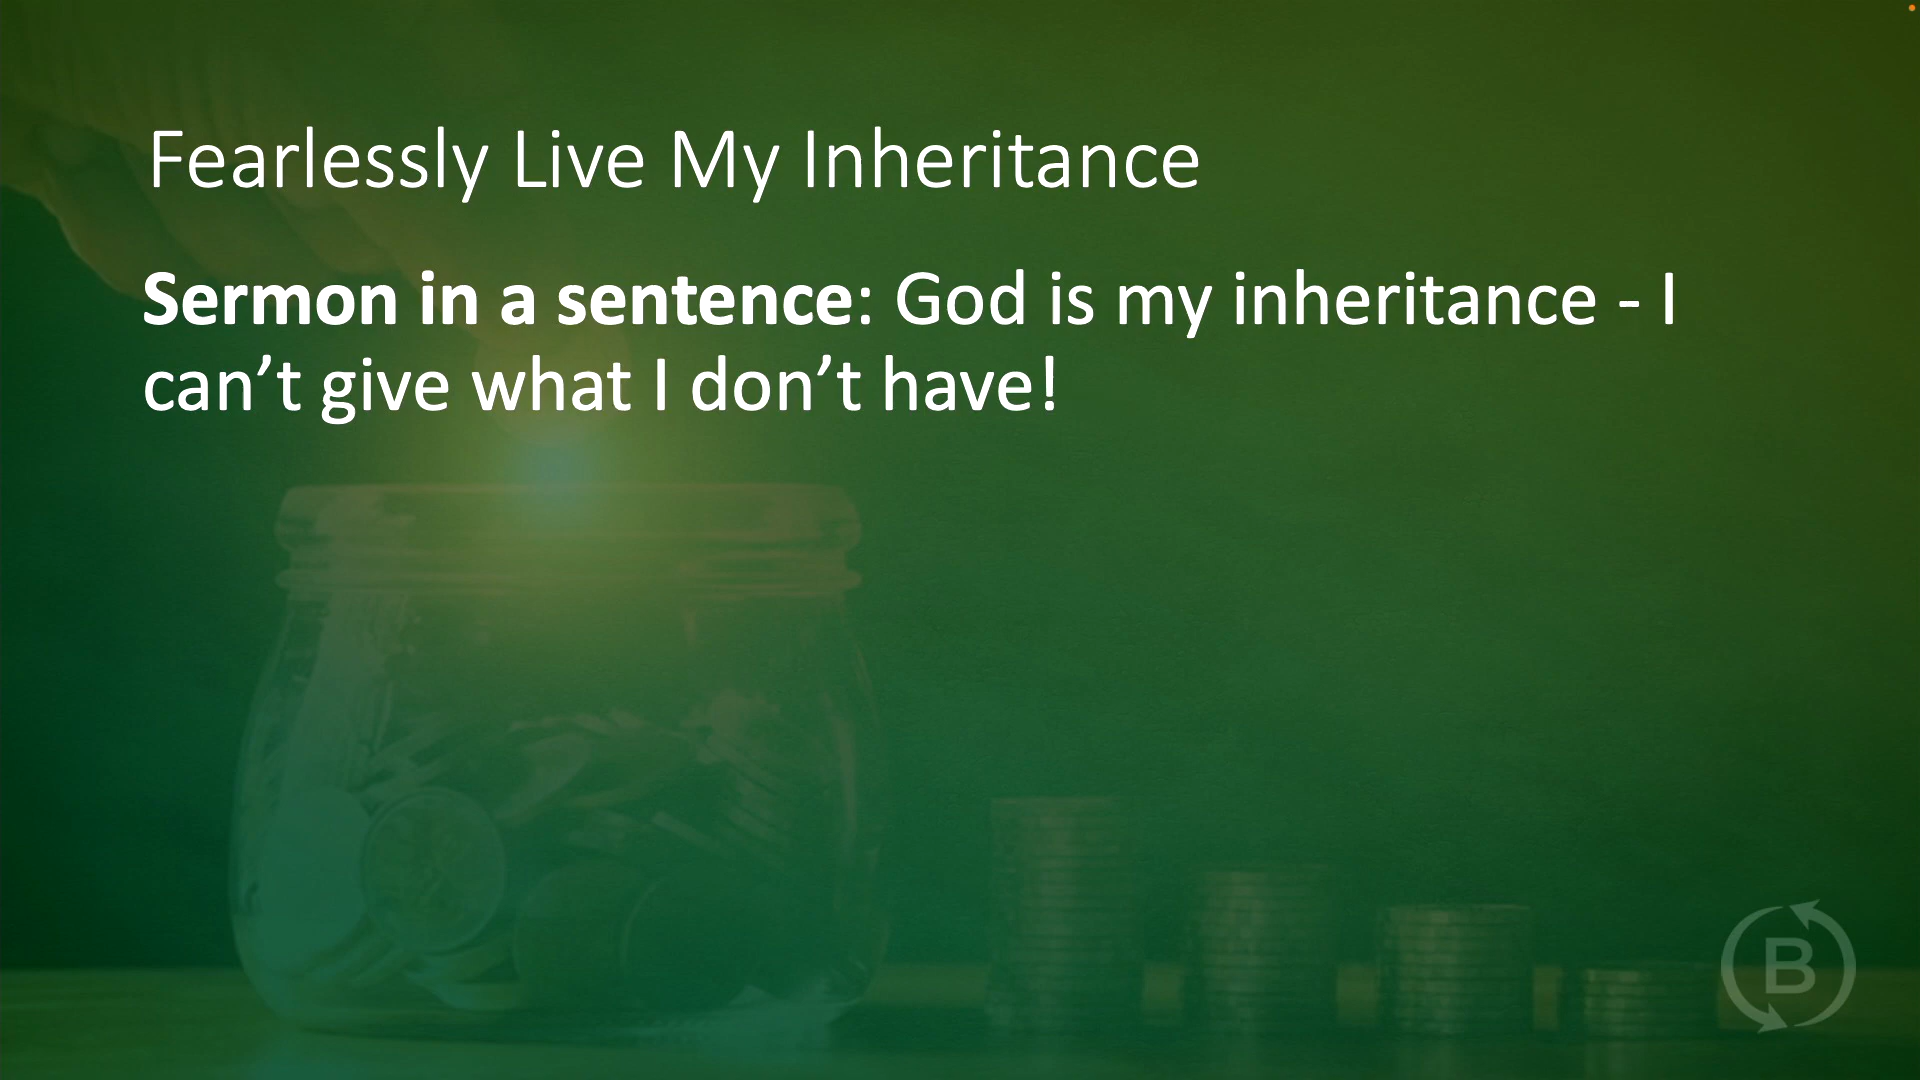 Fearlessly Live My Inheritance
Sermon in a sentence: God is my inheritance - I
can’t give what I don’t have!
B